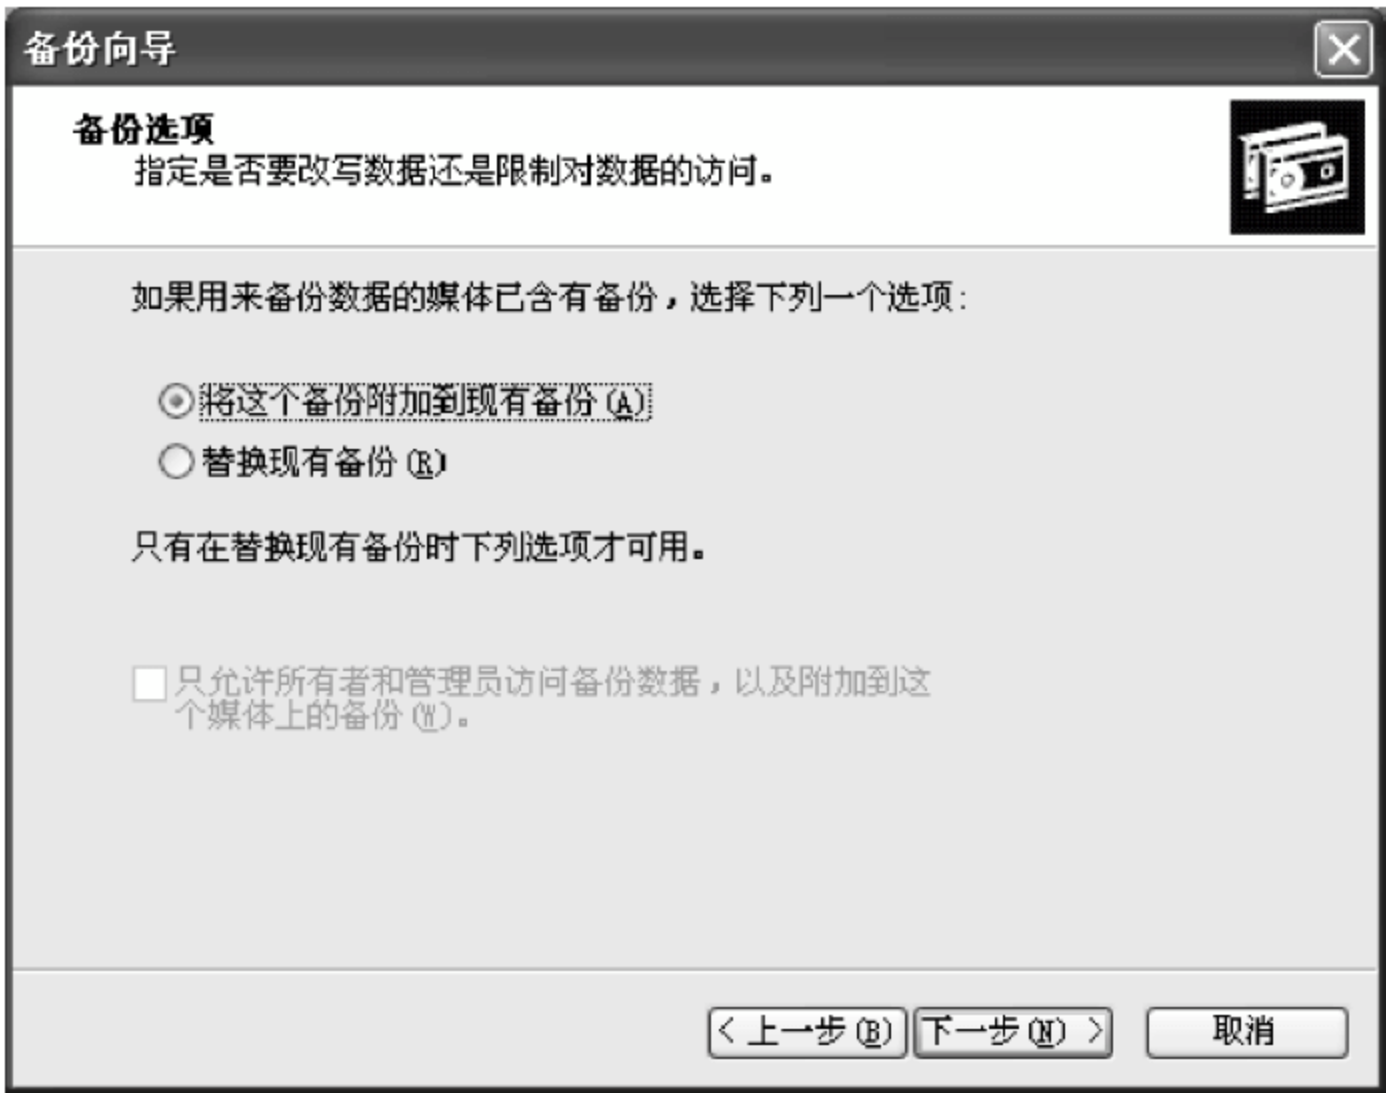 备份向导
备份选项
指定是否要改写数据还是限制对数据的访问。
如果用来备份数据的媒体已含有备份，选择下列一个选项:
将这个备份附加到现有备份(A)
替换现有备份(R)
只有在替换现有备份时下列选项才可用。
只允许所有者和管理员访问备份数据，以及附加到这
个媒体上的备份(W)。
< 上一步(B)
下一步(N) >
取消